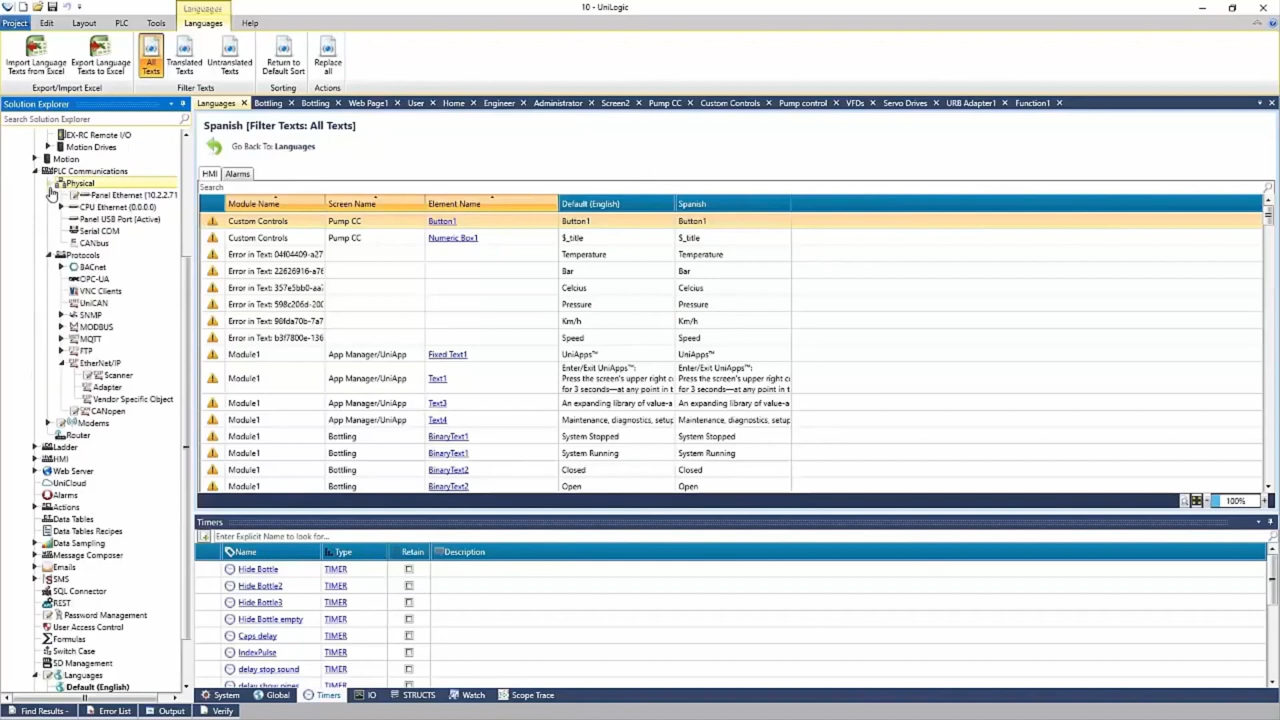 Languages
10 - UniLogic
Project Edit Layout PLC Tools Languages Help
Import Language Texts from Excel
Export Language Texts to Excel
All Texts
Translated Texts
Untranslated Texts
Return to Default Sort
Replace all
Export/Import Excel Filter Texts Sorting Actions
Solution Explorer
Search Solution Explorer
EX-RC Remote I/O
Motion Drives
Motion
PLC Communications
Physical
Panel Ethernet (10.2.2.71
CPU Ethernet (0.0.0.0)
Panel USB Port (Active)
Serial COM
CANbus
Protocols
BACnet
OPC-UA
VNC Clients
UniCAN
SNMP
MODBUS
MQTT
FTP
EtherNet/IP
Scanner
Adapter
Vendor Specific Object
CANopen
Modems
Router
Ladder
HMI
Web Server
UniCloud
Alarms
Actions
Data Tables
Data Tables Recipes
Data Sampling
Message Composer
Emails
SMS
SQL Connector
REST
Password Management
User Access Control
Formulas
Switch Case
SD Management
Languages
Default (English)
Languages Bottling Bottling Web Page1 User Home Engineer Administrator Screen2 Pump CC Custom Controls Pump control VFDs Servo Drives URB Adapter1 Function1
Spanish [Filter Texts: All Texts]
Go Back To: Languages
HMI Alarms
Search
Module Name Screen Name Element Name Default (English) Spanish
Custom Controls Pump CC Button1 Button1 Button1
Custom Controls Pump CC Numeric Box1 $_title $_title
Error in Text: 04f04409-a27 Temperature Temperature
Error in Text: 22626916-a76 Bar Bar
Error in Text: 357e5bb0-aa7 Celcius Celcius
Error in Text: 598c206d-200 Pressure Pressure
Error in Text: 98fda70b-7a7 Km/h Km/h
Error in Text: b3f7800e-136 Speed Speed
Module1 App Manager/UniApp Fixed Text1 UniApps™ UniApps™
Enter/Exit UniApps™: Enter/Exit UniApps™:
Module1 App Manager/UniApp Text1 Press the screen's upper right c Press the screen's upper right c
for 3 seconds—at any point in t for 3 seconds—at any point in t
Module1 App Manager/UniApp Text3 An expanding library of value-a An expanding library of value-a
Module1 App Manager/UniApp Text4 Maintenance, diagnostics, setup Maintenance, diagnostics, setup
Module1 Bottling BinaryText1 System Stopped System Stopped
Module1 Bottling BinaryText1 System Running System Running
Module1 Bottling BinaryText2 Closed Closed
Module1 Bottling BinaryText2 Open Open
100%
Timers
Enter Explicit Name to look for...
Name Type Retain Description
Hide Bottle TIMER
Hide Bottle2 TIMER
Hide Bottle3 TIMER
Hide Bottle empty TIMER
Caps delay TIMER
IndexPulse TIMER
delay stop sound TIMER
delay show pipes TIMER
System Global Timers IO STRUCTS Watch Scope Trace
Find Results - Error List Output Verify